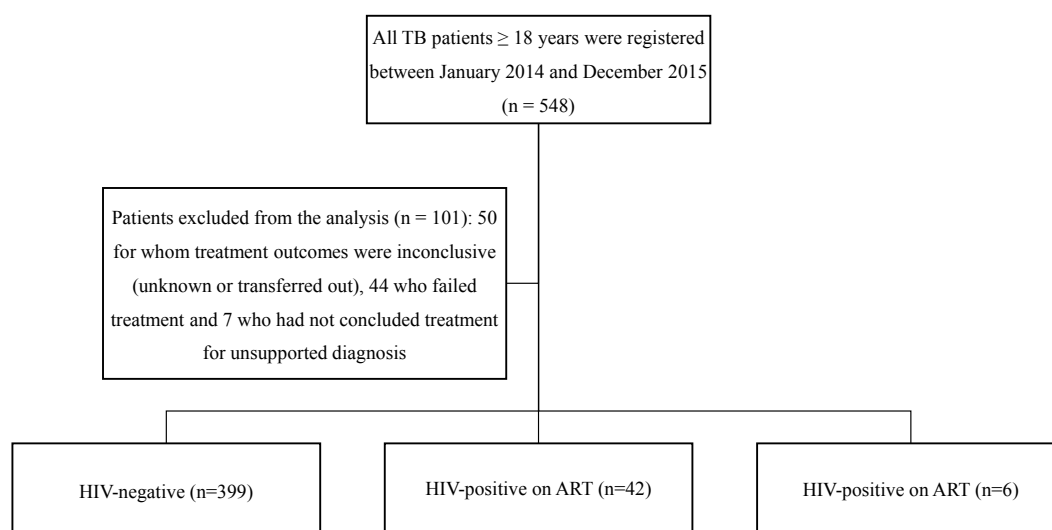 All TB patients ≥ 18 years were registered
between January 2014 and December 2015
(n = 548)
Patients excluded from the analysis (n = 101): 50
for whom treatment outcomes were inconclusive
(unknown or transferred out), 44 who failed
treatment and 7 who had not concluded treatment
for unsupported diagnosis
HIV-negative (n=399)
HIV-positive on ART (n=42)
HIV-positive on ART (n=6)